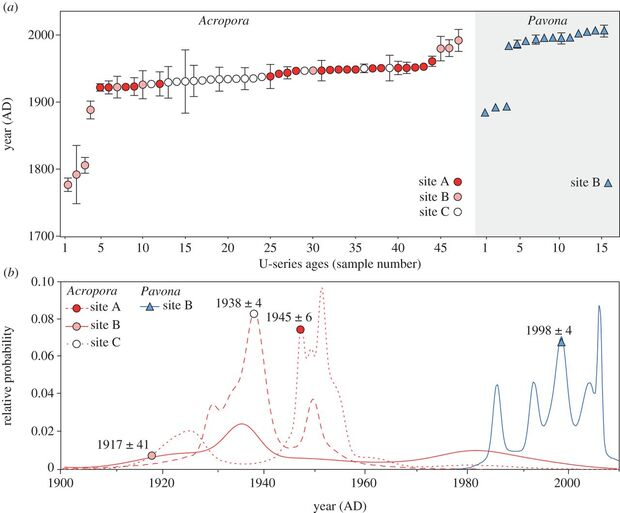 (a)
Acropora
Pavona
2000
1900
1800
1700
year (AD)
site A
site B
site C
site B
1 5 10 15 20 25 30 35 40 45 1 5 10 15
U-series ages (sample number)
(b)
0.10
0.08
0.06
0.04
0.02
0
relative probability
Acropora Pavona
site A site B
site B
site C
1938 ± 4
1945 ± 6
1998 ± 4
1917 ± 41
1900 1920 1940 1960 1980 2000
year (AD)